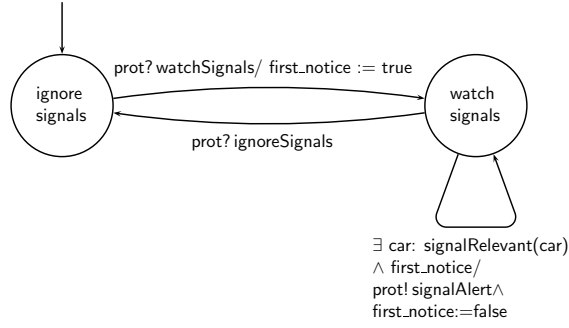 prot? watchSignals/ first_notice := true
ignore
signals
watch
signals
prot? ignoreSignals
∃ car: signalRelevant(car)
∧ first_notice/
prot! signalAlert∧
first_notice:=false